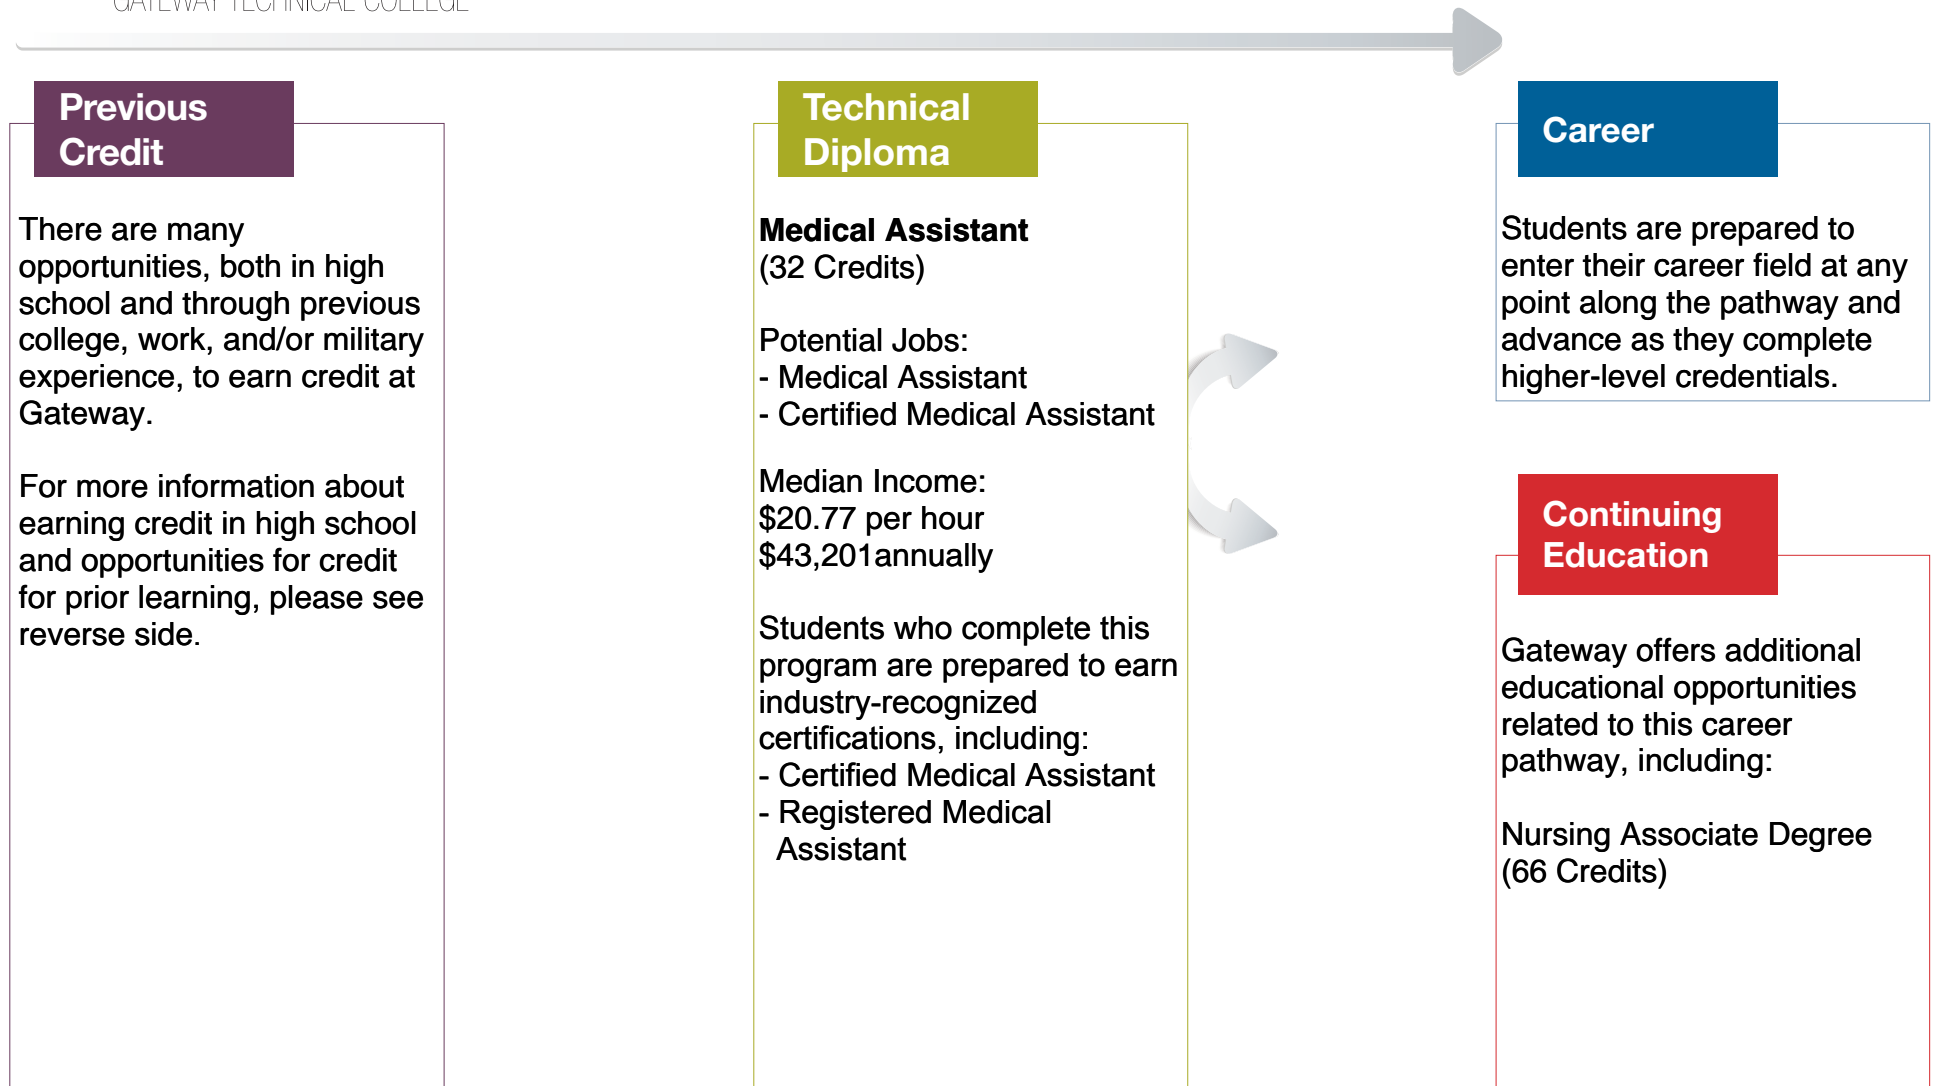 GATEWAY TECHNICAL COLLEGE
Previous
Credit
There are many
opportunities, both in high
school and through previous
college, work, and/or military
experience, to earn credit at
Gateway.
For more information about
earning credit in high school
and opportunities for credit
for prior learning, please see
reverse side.
Technical
Diploma
Medical Assistant
(32 Credits)
Potential Jobs:
- Medical Assistant
- Certified Medical Assistant
Median Income:
$20.77 per hour
$43,201annually
Students who complete this
program are prepared to earn
industry-recognized
certifications, including:
- Certified Medical Assistant
- Registered Medical
Assistant
Career
Students are prepared to
enter their career field at any
point along the pathway and
advance as they complete
higher-level credentials.
Continuing
Education
Gateway offers additional
educational opportunities
related to this career
pathway, including:
Nursing Associate Degree
(66 Credits)